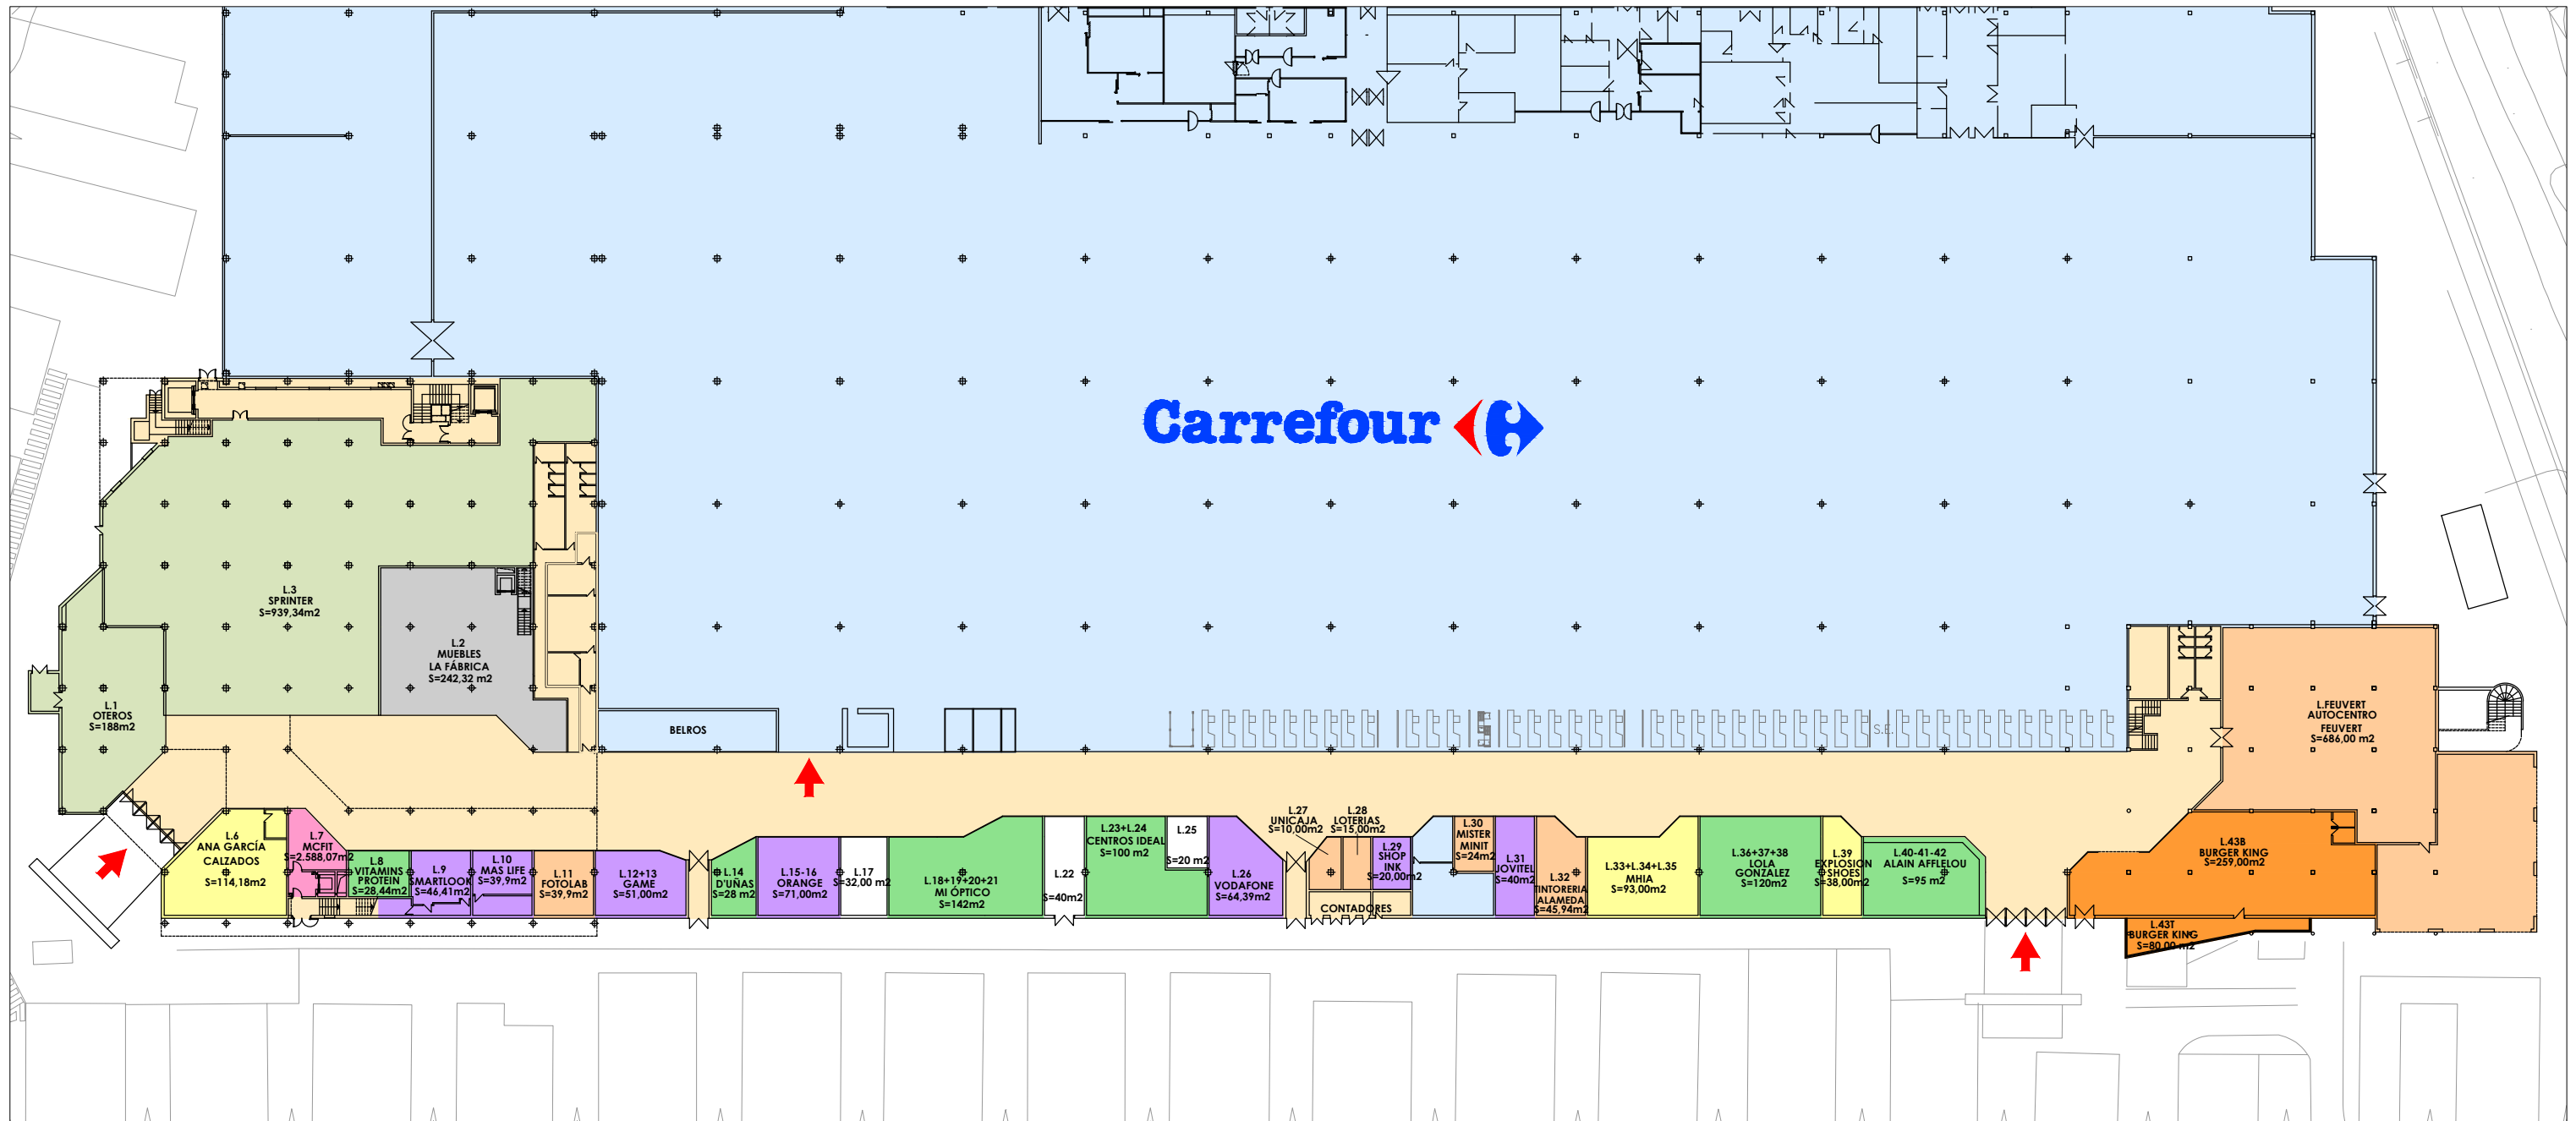 Carrefour
L.3
SPRINTER
S=939,34m2
L.2
MUEBLES
LA FÁBRICA
S=242,32 m2
L.1
OTEROS
S=188m2
BELROS
S.E.
L.FEUVERT
AUTOCENTRO
FEUVERT
S=686,00 m2
L.6
ANA GARCÍA
CALZADOS
S=114,18m2
L.7
MCFIT
S=2.588,07m2
L.8
VITAMINS
PROTEIN
S=28,44m2
L.9
SMARTLOOK
S=46,41m2
L.10
MAS LIFE
S=39,9m2
L.11
FOTOLAB
S=39,9m2
L.12+13
GAME
S=51,00m2
L.14
D'UÑAS
S=28 m2
L.15-16
ORANGE
S=71,00m2
L.17
S=32,00 m2
L.18+19+20+21
MI ÓPTICO
S=142m2
L.22
S=40m2
L.23+L.24
CENTROS IDEAL
S=100 m2
L.25
S=20 m2
L.26
VODAFONE
S=64,39m2
L.27
UNICAJA
S=10,00m2
L.28
LOTERIAS
S=15,00m2
L.29
SHOP
INK
S=20,00m2
CONTADORES
L.30
MISTER
MINIT
S=24m2
L.31
JOVITEL
S=40m2
L.32
TINTORERIA
ALAMEDA
S=45,94m2
L.33+L.34+L.35
MHIA
S=93,00m2
L.36+37+38
LOLA
GONZALEZ
S=120m2
L.39
EXPLOSION
SHOES
S=38,00m2
L.40-41-42
ALAIN AFFLELOU
S=95 m2
L.43B
BURGER KING
S=259,00m2
L.43T
BURGER KING
S=80,00 m2